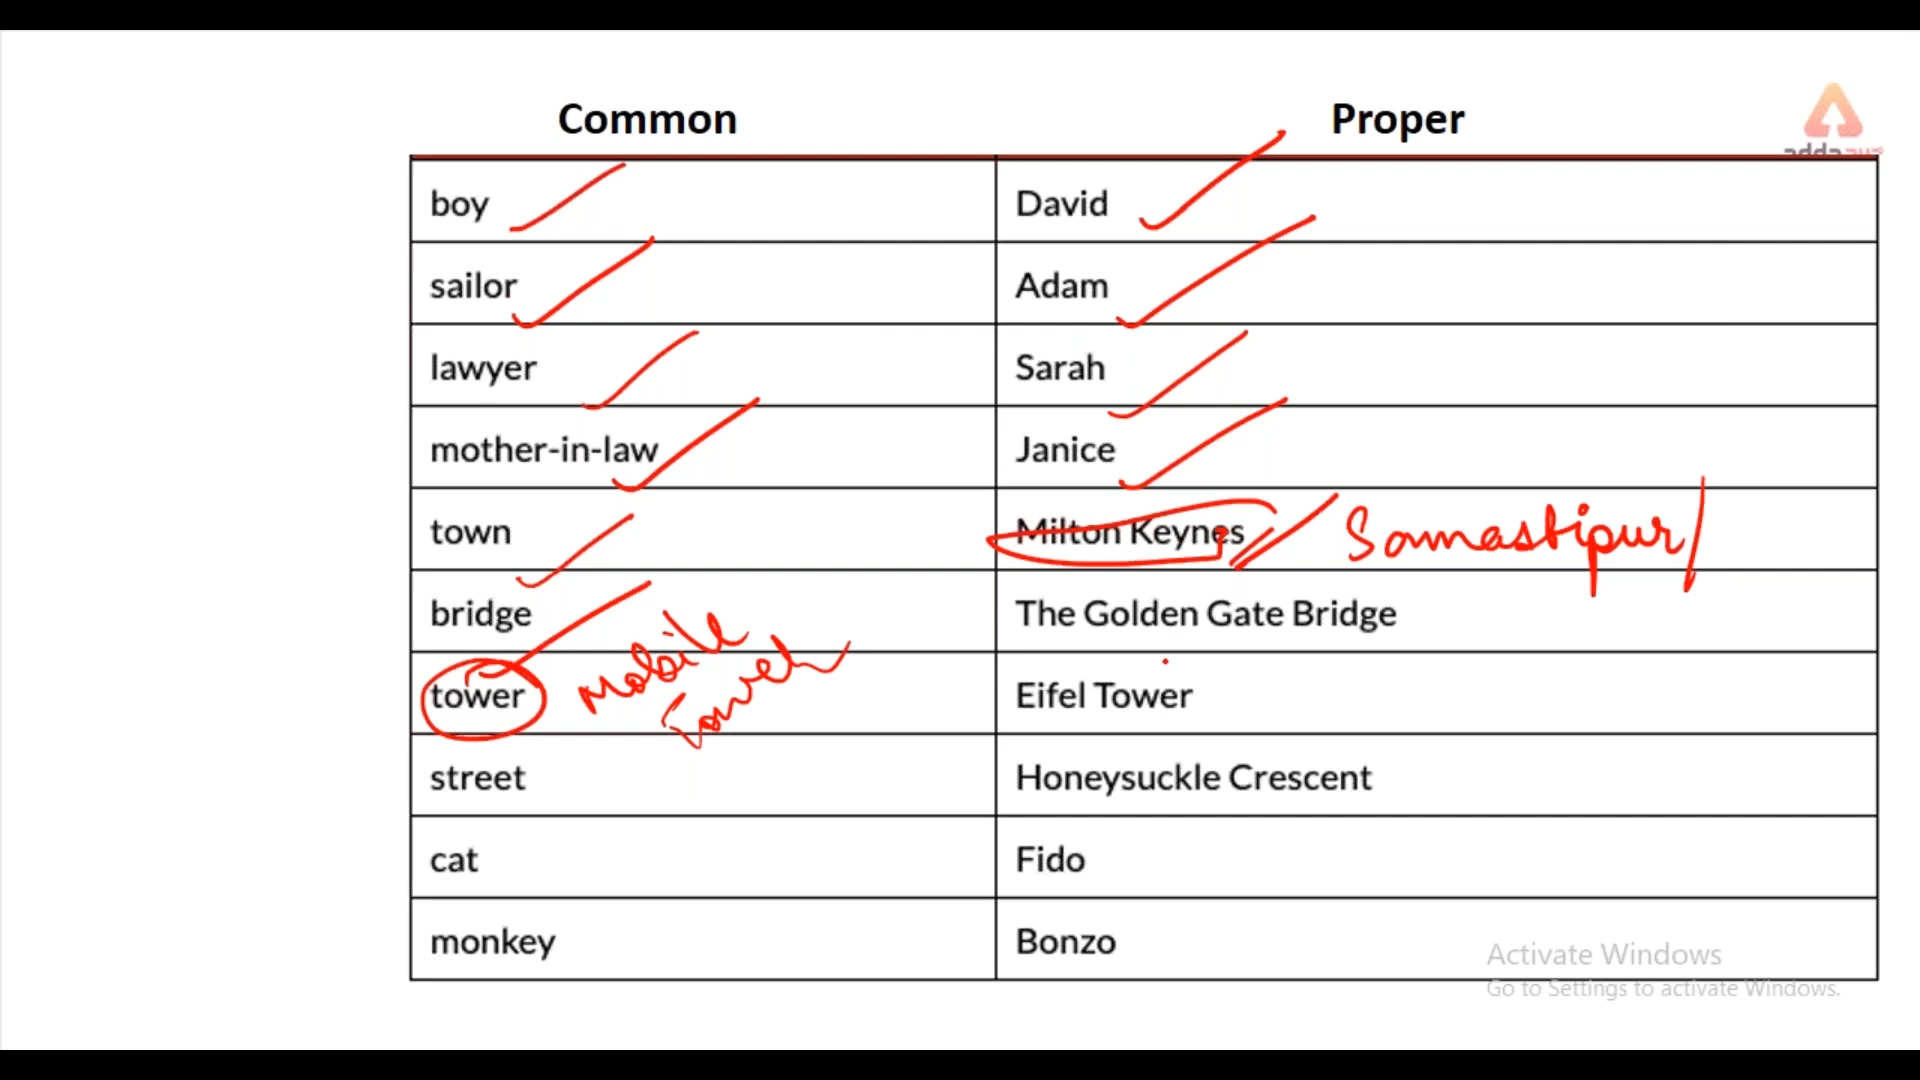 Common Proper
boy David
sailor Adam
lawyer Sarah
mother-in-law Janice
town Milton Keynes Samastipur
bridge The Golden Gate Bridge
tower Mobile Tower Eifel Tower
street Honeysuckle Crescent
cat Fido
monkey Bonzo
Activate Windows
Go to Settings to activate Windows.